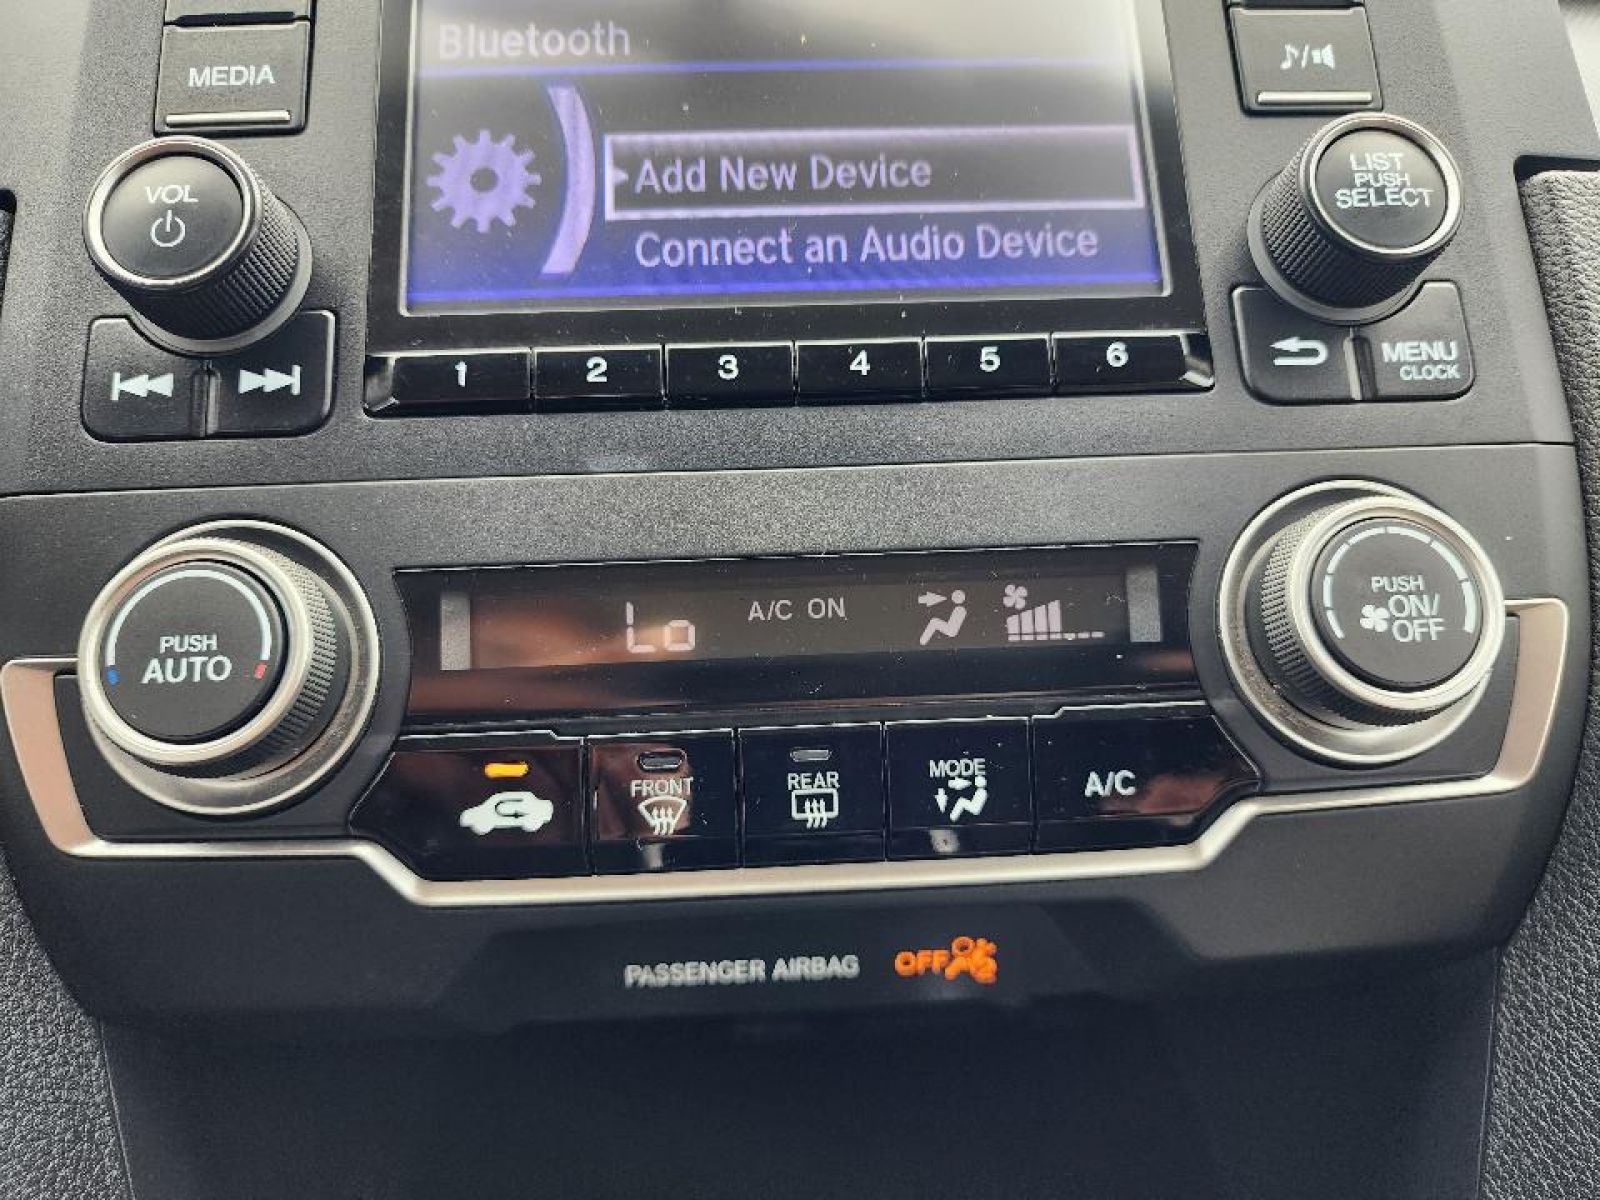 Bluetooth
MEDIA
VOL
Add New Device
Connect an Audio Device
LIST
PUSH
SELECT
1 2 3 4 5 6
MENU
CLOCK
PUSH
AUTO
Lo
A/C ON
PUSH
ON/
OFF
FRONT
REAR
MODE
A/C
PASSENGER AIRBAG
OFF
2